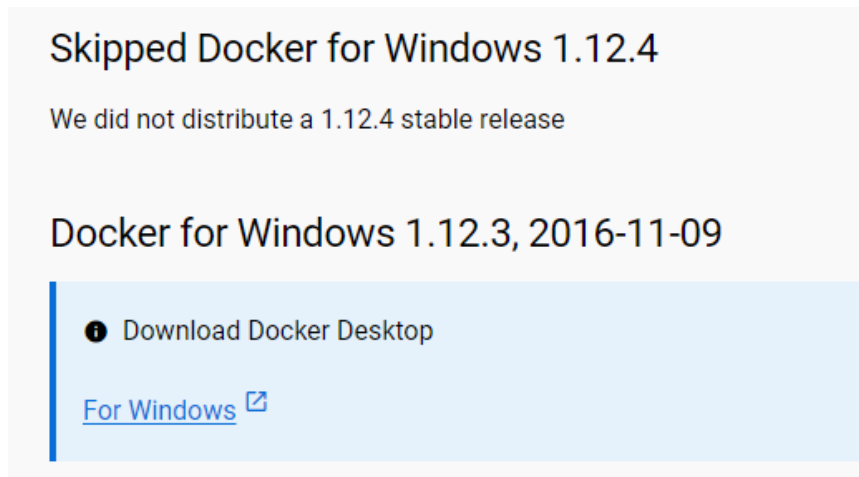 Skipped Docker for Windows 1.12.4
We did not distribute a 1.12.4 stable release
Docker for Windows 1.12.3, 2016-11-09
Download Docker Desktop
For Windows